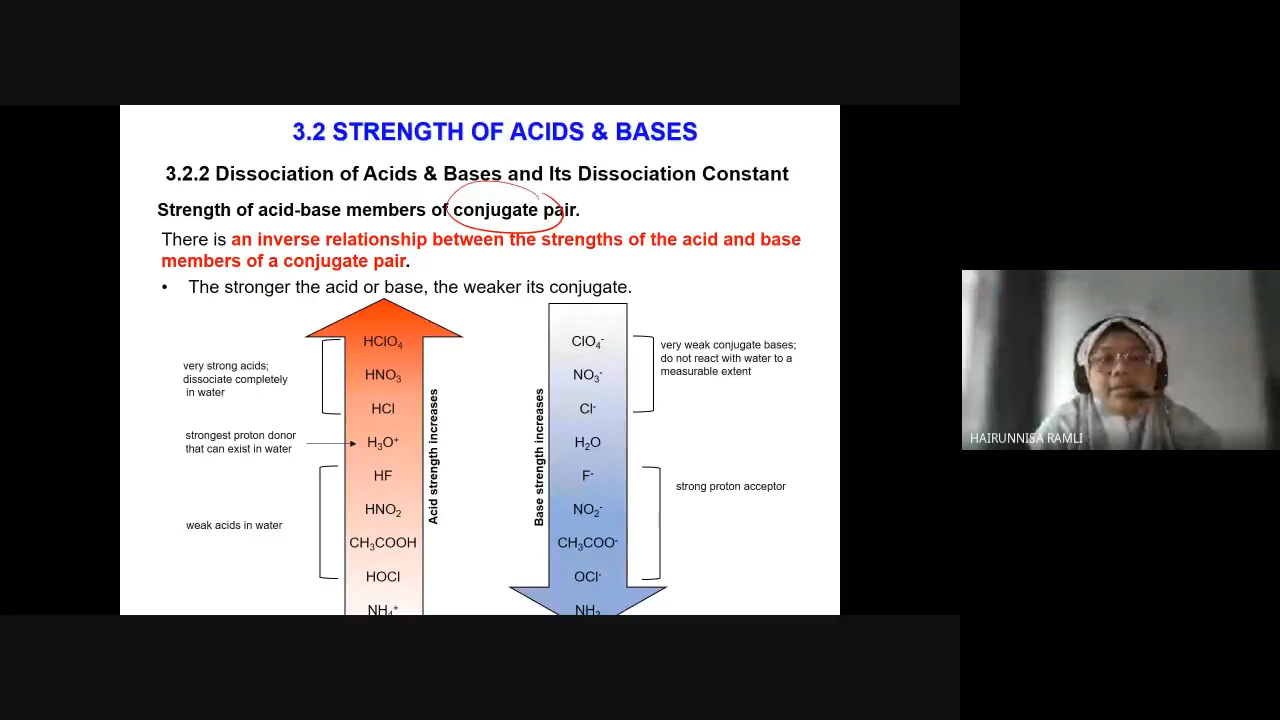 3.2 STRENGTH OF ACIDS & BASES
3.2.2 Dissociation of Acids & Bases and Its Dissociation Constant
Strength of acid-base members of conjugate pair.
There is an inverse relationship between the strengths of the acid and base
members of a conjugate pair.
• The stronger the acid or base, the weaker its conjugate.
very strong acids;
dissociate completely
in water
strongest proton donor
that can exist in water
weak acids in water
HClO₄
HNO₃
HCl
H₃O⁺
HF
HNO₂
CH₃COOH
HOCl
NH₄⁺
Acid strength increases
Base strength increases
ClO₄⁻
NO₃⁻
Cl⁻
H₂O
F⁻
NO₂⁻
CH₃COO⁻
OCl⁻
NH₃
very weak conjugate bases;
do not react with water to a
measurable extent
strong proton acceptor
HAIRUNNISA RAMLI